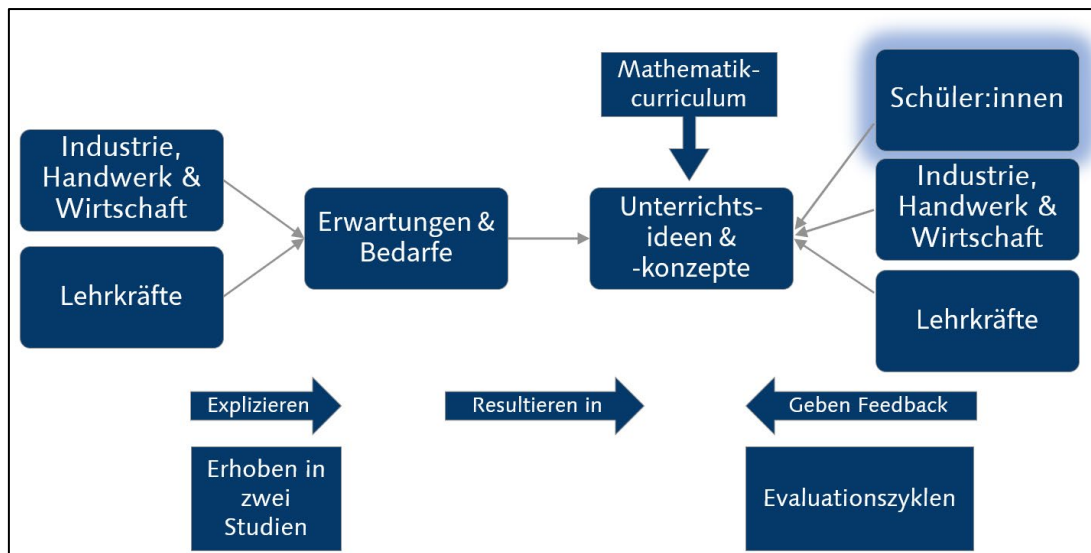 Industrie,
Handwerk &
Wirtschaft
Lehrkräfte
Erwartungen &
Bedarfe
Mathematik-
curriculum
Unterrichts-
ideen &
-konzepte
Schüler:innen
Industrie,
Handwerk &
Wirtschaft
Lehrkräfte
Explizieren
Resultieren in
Geben Feedback
Erhoben in
zwei
Studien
Evaluationszyklen